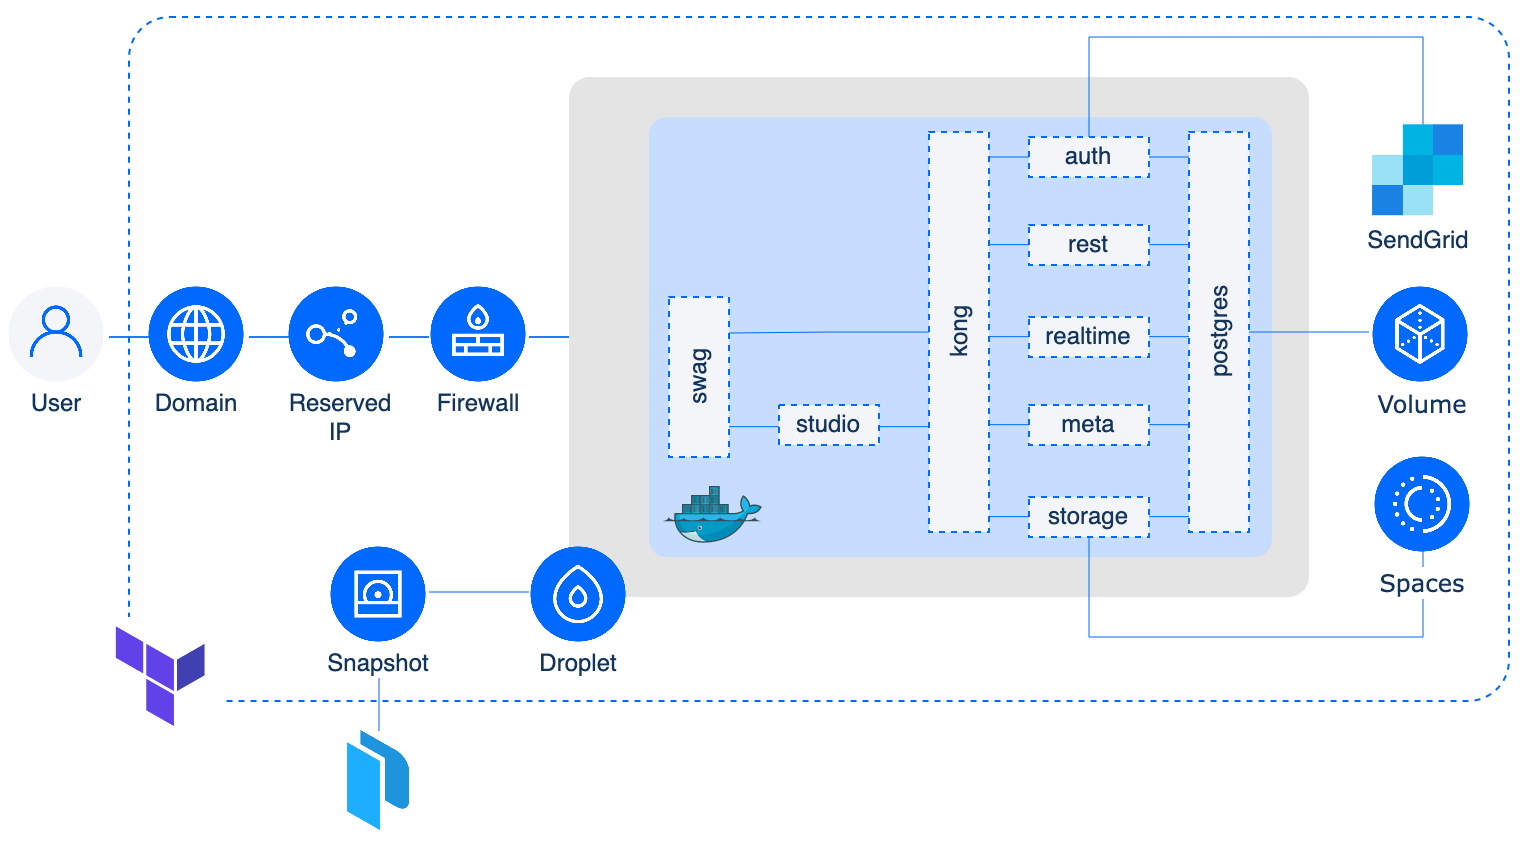 auth
SendGrid
rest
realtime
kong
postgres
swag
studio
meta
storage
User
Domain
Reserved
IP
Firewall
Volume
Spaces
Snapshot
Droplet